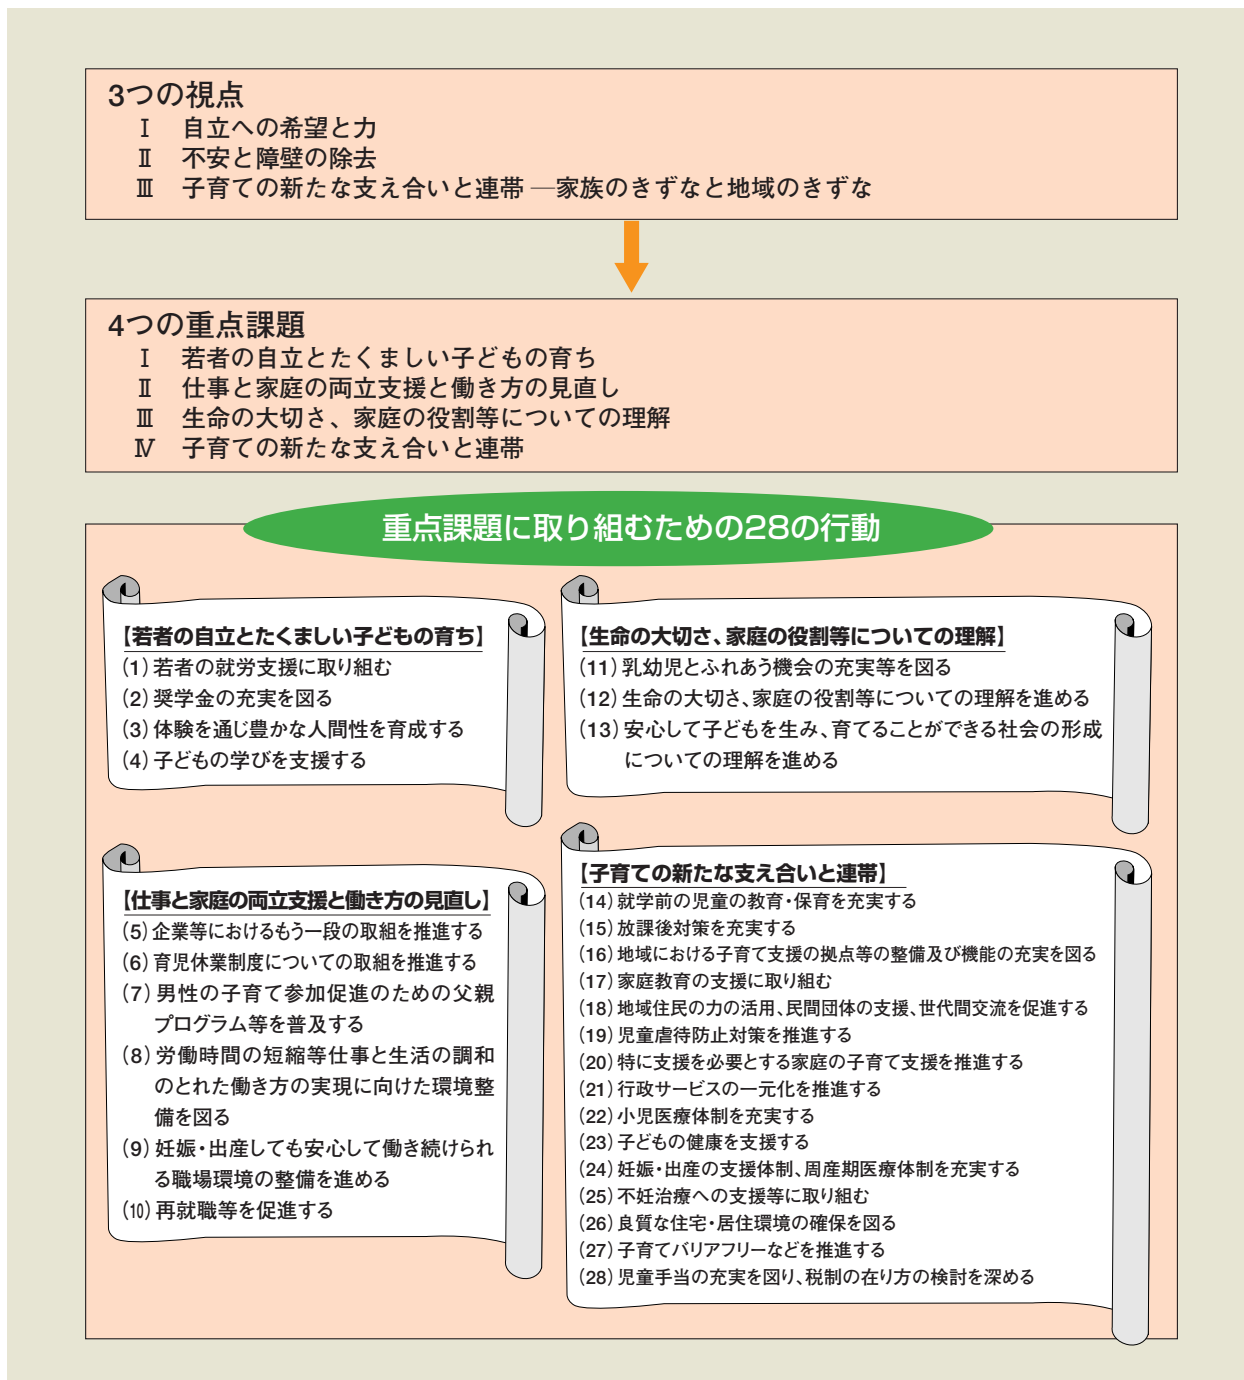 3つの視点
Ⅰ 自立への希望と力
Ⅱ 不安と障壁の除去
Ⅲ 子育ての新たな支え合いと連帯 ―家族のきずなと地域のきずな
4つの重点課題
Ⅰ 若者の自立とたくましい子どもの育ち
Ⅱ 仕事と家庭の両立支援と働き方の見直し
Ⅲ 生命の大切さ、家庭の役割等についての理解
Ⅳ 子育ての新たな支え合いと連帯
重点課題に取り組むための28の行動
【若者の自立とたくましい子どもの育ち】
(1)若者の就労支援に取り組む
(2)奨学金の充実を図る
(3)体験を通じ豊かな人間性を育成する
(4)子どもの学びを支援する
【仕事と家庭の両立支援と働き方の見直し】
(5)企業等におけるもう一段の取組を推進する
(6)育児休業制度についての取組を推進する
(7)男性の子育て参加促進のための父親
プログラム等を普及する
(8)労働時間の短縮等仕事と生活の調和
のとれた働き方の実現に向けた環境整
備を図る
(9)妊娠・出産しても安心して働き続けられ
る職場環境の整備を進める
(10)再就職等を促進する
【生命の大切さ、家庭の役割等についての理解】
(11)乳幼児とふれあう機会の充実等を図る
(12)生命の大切さ、家庭の役割等についての理解を進める
(13)安心して子どもを生み、育てることができる社会の形成
についての理解を進める
【子育ての新たな支え合いと連帯】
(14)就学前の児童の教育・保育を充実する
(15)放課後対策を充実する
(16)地域における子育て支援の拠点等の整備及び機能の充実を図る
(17)家庭教育の支援に取り組む
(18)地域住民の力の活用、民間団体の支援、世代間交流を促進する
(19)児童虐待防止対策を推進する
(20)特に支援を必要とする家庭の子育て支援を推進する
(21)行政サービスの一元化を推進する
(22)小児医療体制を充実する
(23)子どもの健康を支援する
(24)妊娠・出産の支援体制、周産期医療体制を充実する
(25)不妊治療への支援等に取り組む
(26)良質な住宅・居住環境の確保を図る
(27)子育てバリアフリーなどを推進する
(28)児童手当の充実を図り、税制の在り方の検討を深める